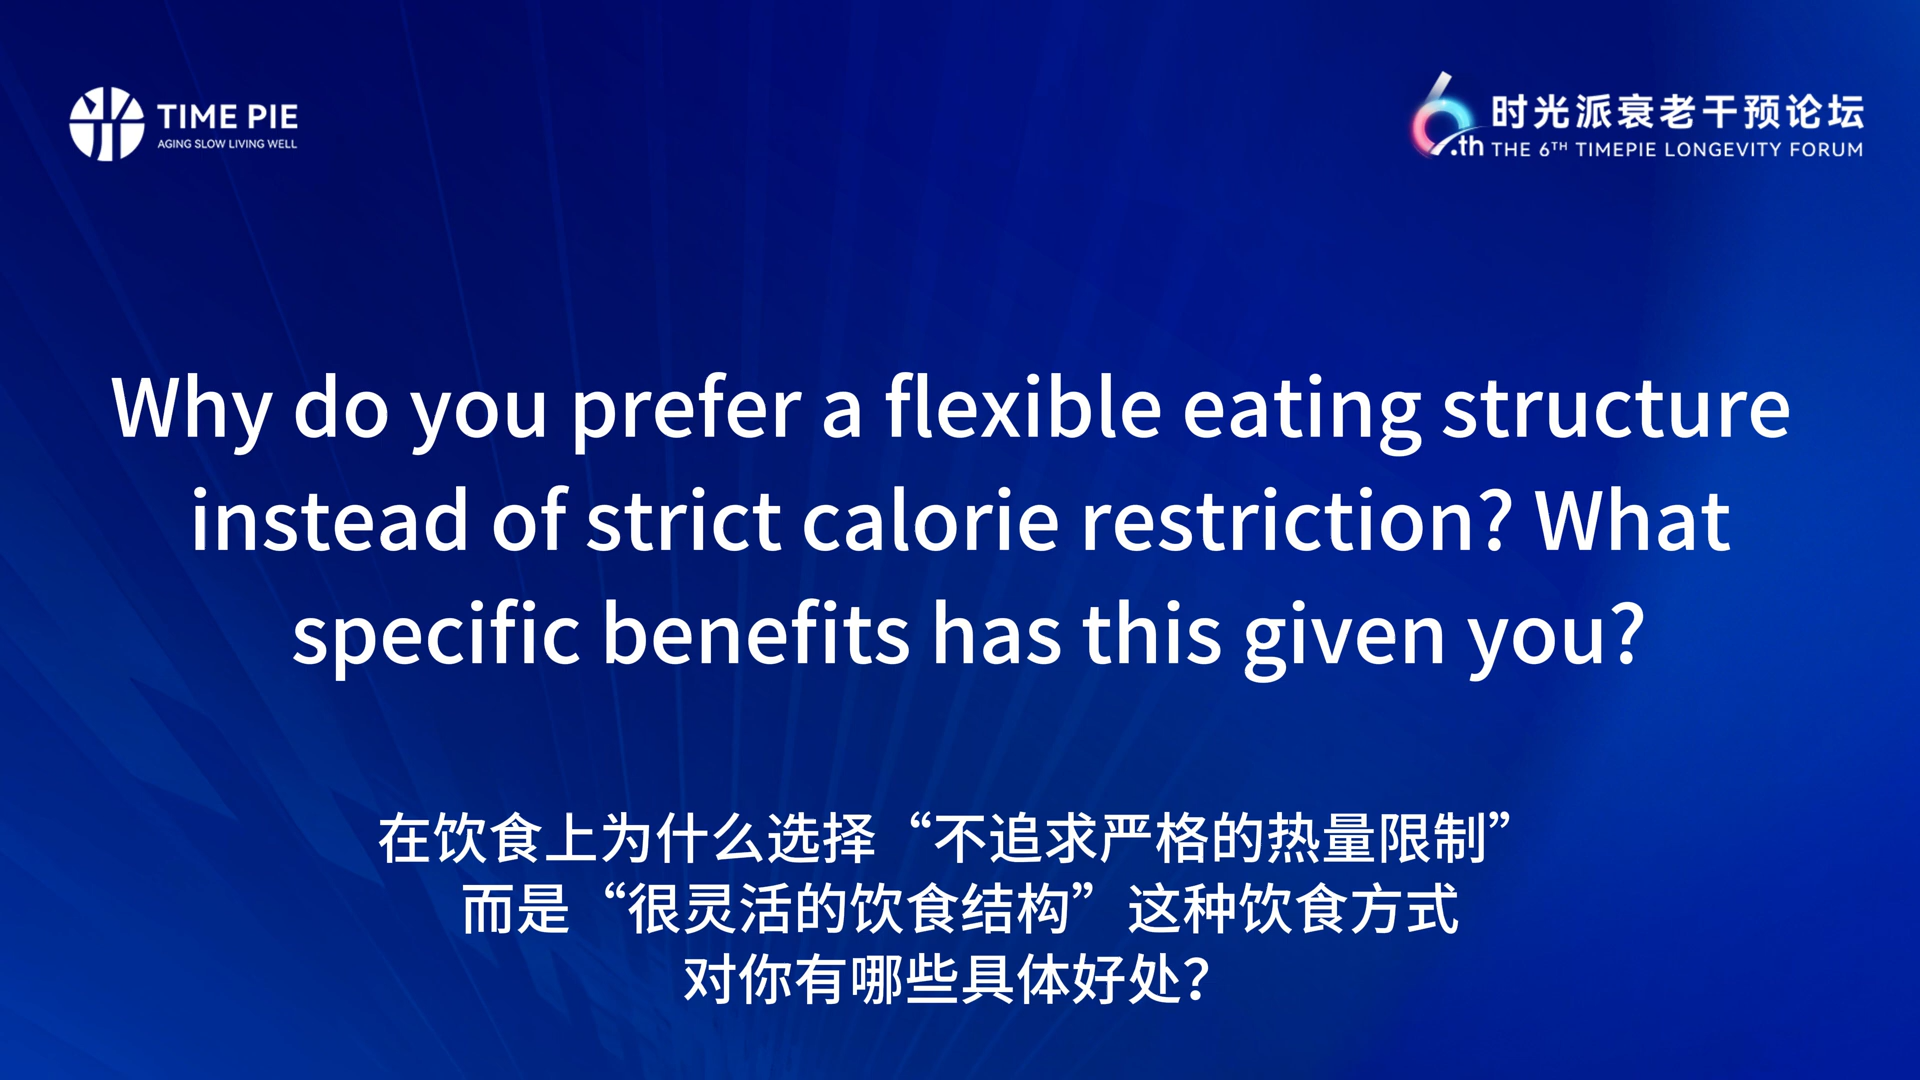 TIME PIE
AGING SLOW LIVING WELL
6.th
时光派衰老干预论坛
THE 6TH TIMEPIE LONGEVITY FORUM
Why do you prefer a flexible eating structure
instead of strict calorie restriction? What
specific benefits has this given you?
在饮食上为什么选择“不追求严格的热量限制”
而是“很灵活的饮食结构”这种饮食方式
对你有哪些具体好处?